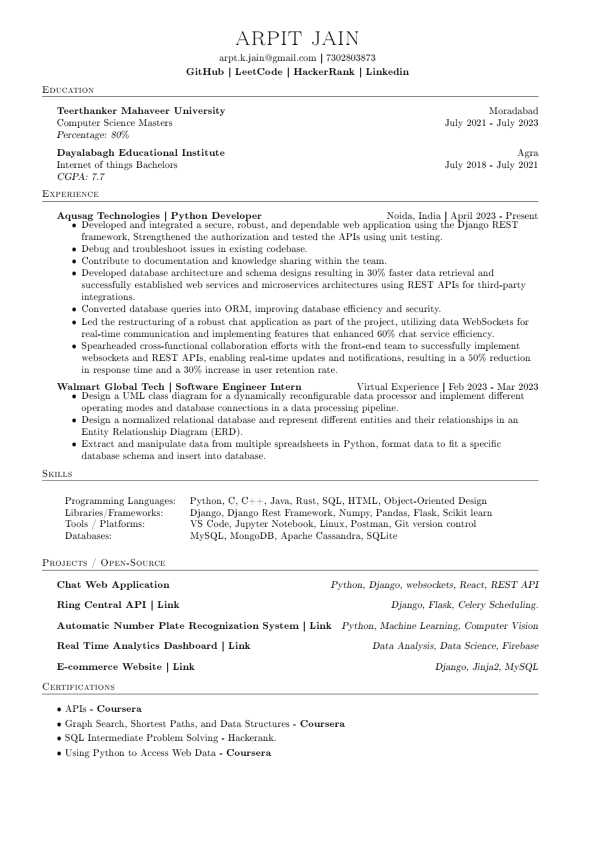 ARPIT JAIN
arpt.k.jain@gmail.com | 7302803873
GitHub | LeetCode | HackerRank | Linkedin
Education
Teerthanker Mahaveer University Moradabad
Computer Science Masters July 2021 - July 2023
Percentage: 80%
Dayalabagh Educational Institute Agra
Internet of things Bachelors July 2018 - July 2021
CGPA: 7.7
Experience
Aqusag Technologies | Python Developer Noida, India | April 2023 - Present
• Developed and integrated a secure, robust, and dependable web application using the Django REST
framework, Strengthened the authorization and tested the APIs using unit testing.
• Debug and troubleshoot issues in existing codebase.
• Contribute to documentation and knowledge sharing within the team.
• Developed database architecture and schema designs resulting in 30% faster data retrieval and
successfully established web services and microservices architectures using REST APIs for third-party
integrations.
• Converted database queries into ORM, improving database efficiency and security.
• Led the restructuring of a robust chat application as part of the project, utilizing data WebSockets for
real-time communication and implementing features that enhanced 60% chat service efficiency.
• Spearheaded cross-functional collaboration efforts with the front-end team to successfully implement
websockets and REST APIs, enabling real-time updates and notifications, resulting in a 50% reduction
in response time and a 30% increase in user retention rate.
Walmart Global Tech | Software Engineer Intern Virtual Experience | Feb 2023 - Mar 2023
• Design a UML class diagram for a dynamically reconfigurable data processor and implement different
operating modes and database connections in a data processing pipeline.
• Design a normalized relational database and represent different entities and their relationships in an
Entity Relationship Diagram (ERD).
• Extract and manipulate data from multiple spreadsheets in Python, format data to fit a specific
database schema and insert into database.
Skills
Programming Languages: Python, C, C++, Java, Rust, SQL, HTML, Object-Oriented Design
Libraries/Frameworks: Django, Django Rest Framework, Numpy, Pandas, Flask, Scikit learn
Tools / Platforms: VS Code, Jupyter Notebook, Linux, Postman, Git version control
Databases: MySQL, MongoDB, Apache Cassandra, SQLite
Projects / Open-Source
Chat Web Application Python, Django, websockets, React, REST API
Ring Central API | Link Django, Flask, Celery Scheduling.
Automatic Number Plate Recognization System | Link Python, Machine Learning, Computer Vision
Real Time Analytics Dashboard | Link Data Analysis, Data Science, Firebase
E-commerce Website | Link Django, Jinja2, MySQL
Certifications
• APIs - Coursera
• Graph Search, Shortest Paths, and Data Structures - Coursera
• SQL Intermediate Problem Solving - Hackerank.
• Using Python to Access Web Data - Coursera